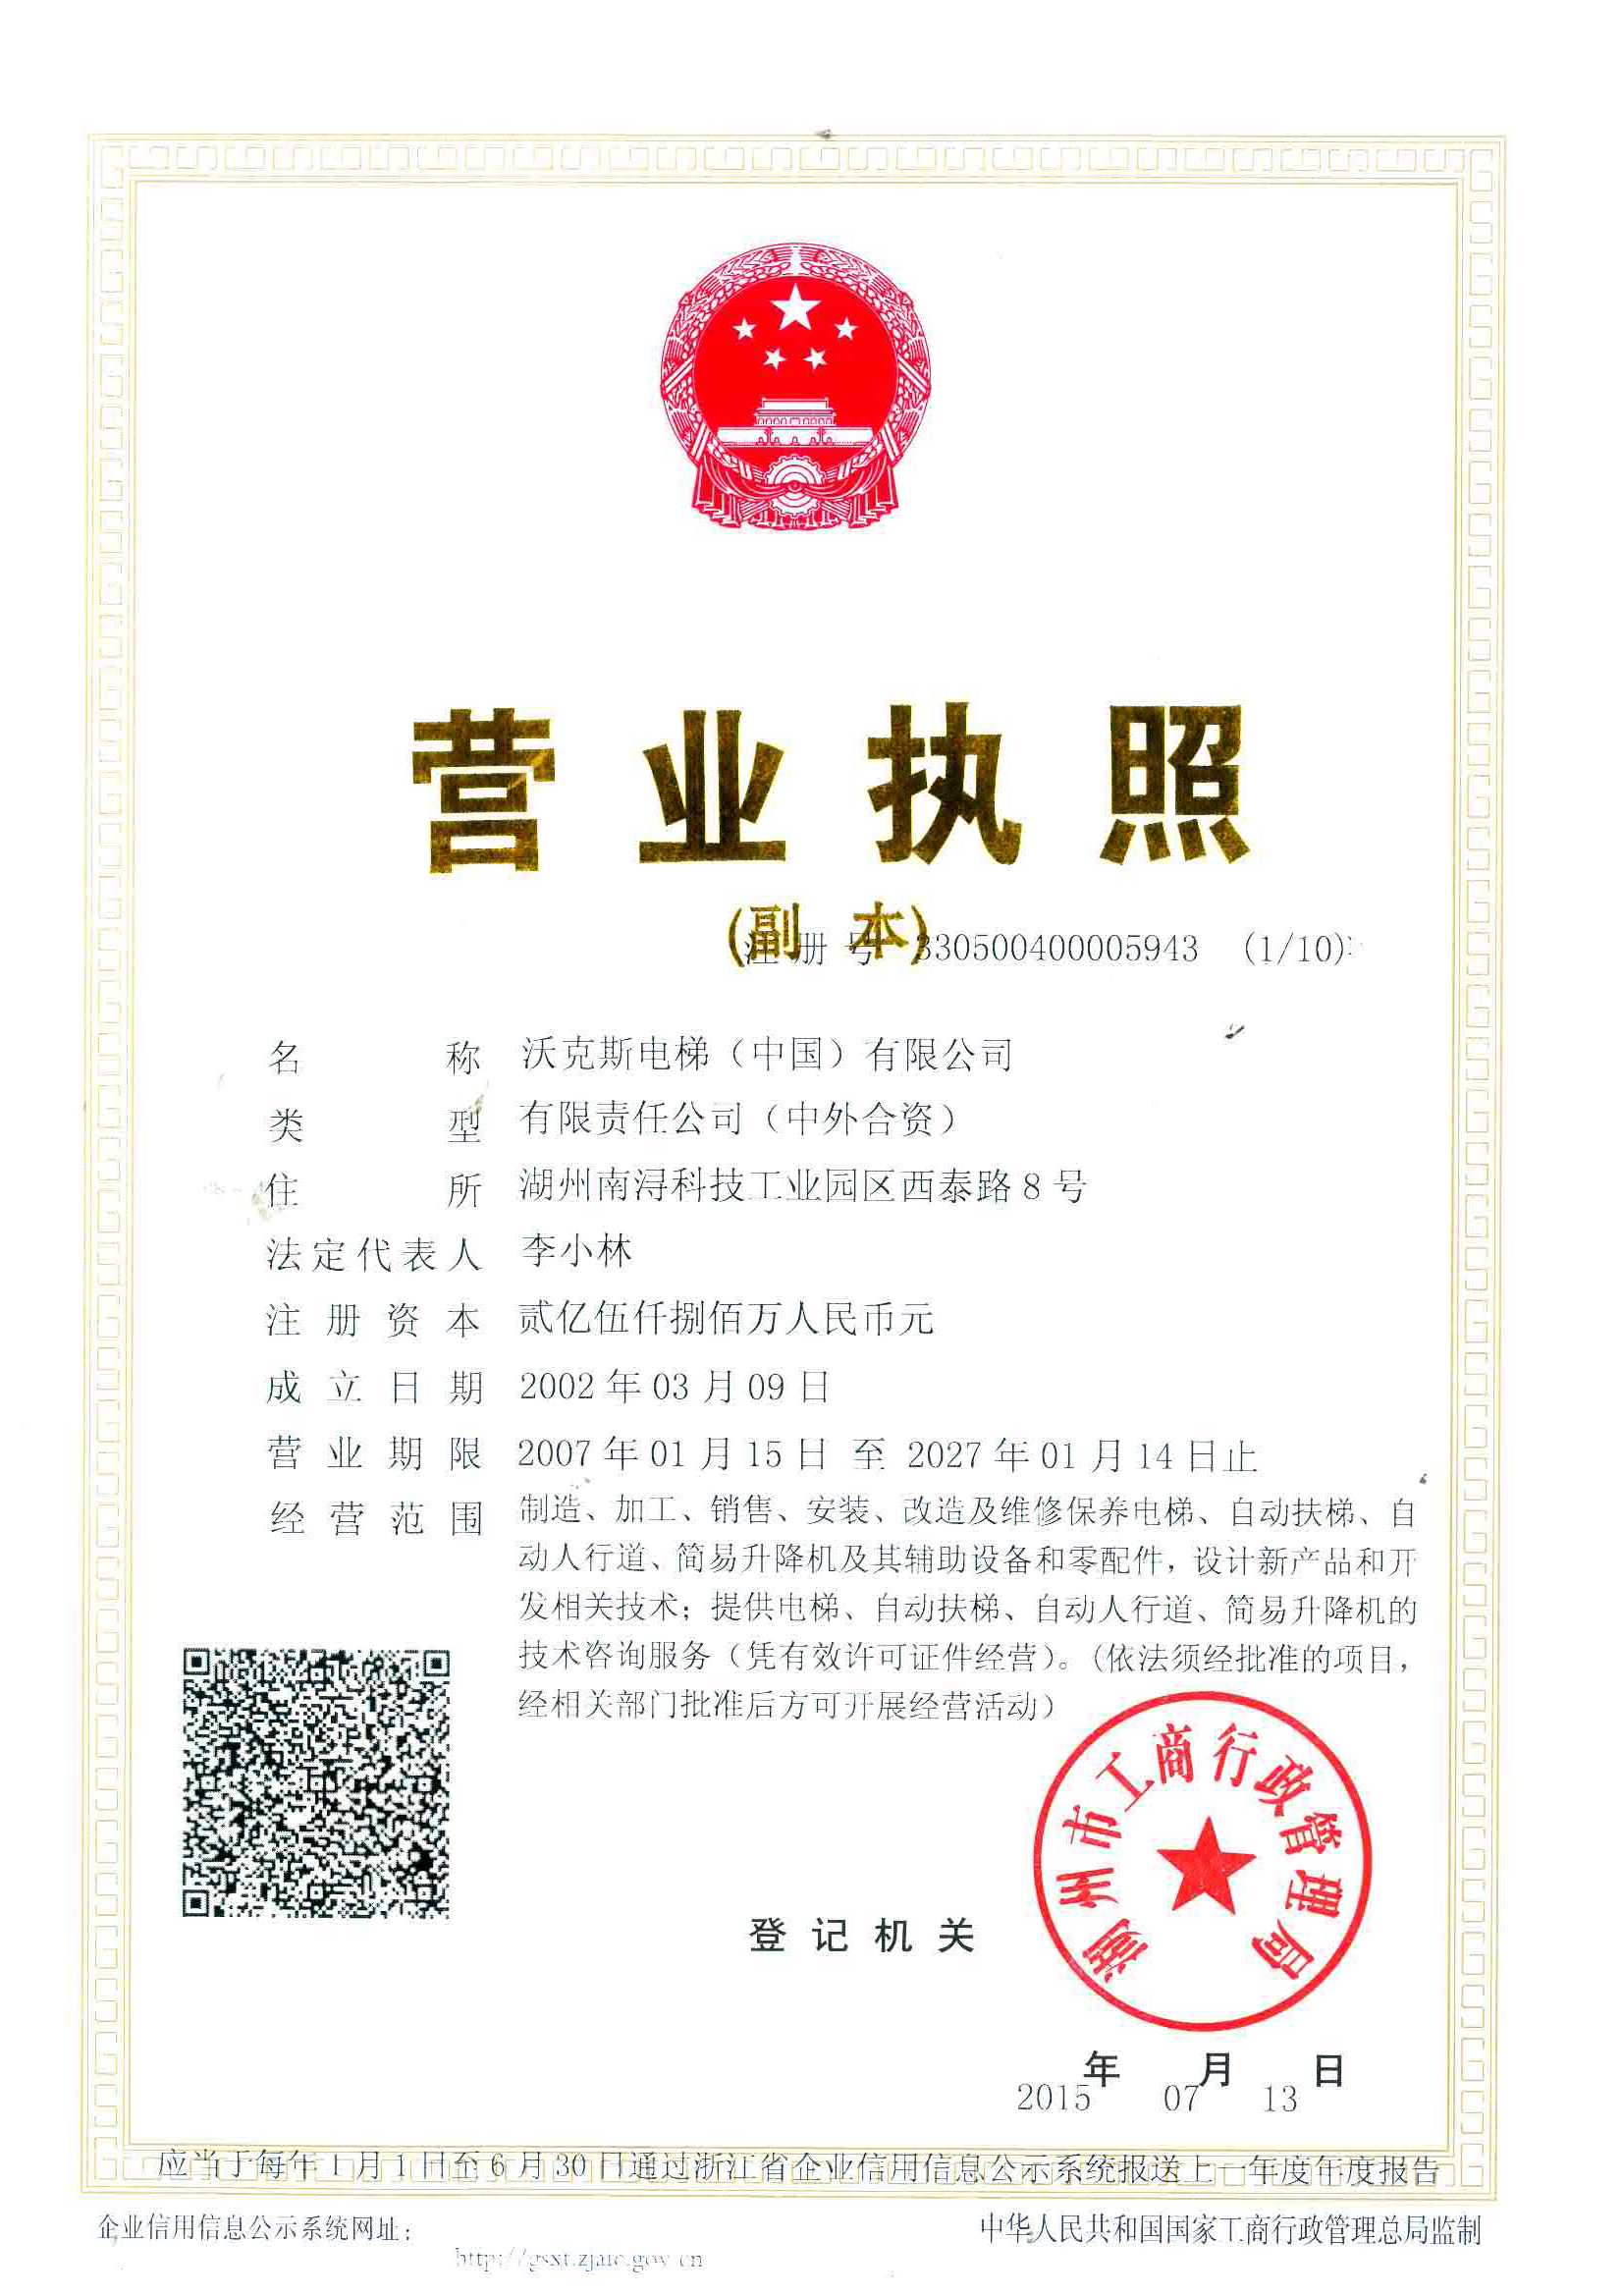 营业执照
(副 本)
注 册 号 330500400005943 (1/10)
名 称 沃克斯电梯（中国）有限公司
类 型 有限责任公司（中外合资）
住 所 湖州南浔科技工业园区西泰路8号
法定代表人 李小林
注 册 资 本 贰亿伍仟捌佰万人民币元
成 立 日 期 2002年03月09日
营 业 期 限 2007年01月15日 至 2027年01月14日止
经 营 范 围 制造、加工、销售、安装、改造及维修保养电梯、自动扶梯、自
动人行道、简易升降机及其辅助设备和零配件，设计新产品和开
发相关技术；提供电梯、自动扶梯、自动人行道、简易升降机的
技术咨询服务（凭有效许可证件经营）。（依法须经批准的项目，
经相关部门批准后方可开展经营活动）
湖州市工商行政管理局
登 记 机 关
2015年 07月 13日
应当于每年1月1日至6月30日通过浙江省企业信用信息公示系统报送上一年度年度报告
企业信用信息公示系统网址：
http://gsxt.zjaic.gov.cn
中华人民共和国国家工商行政管理总局监制